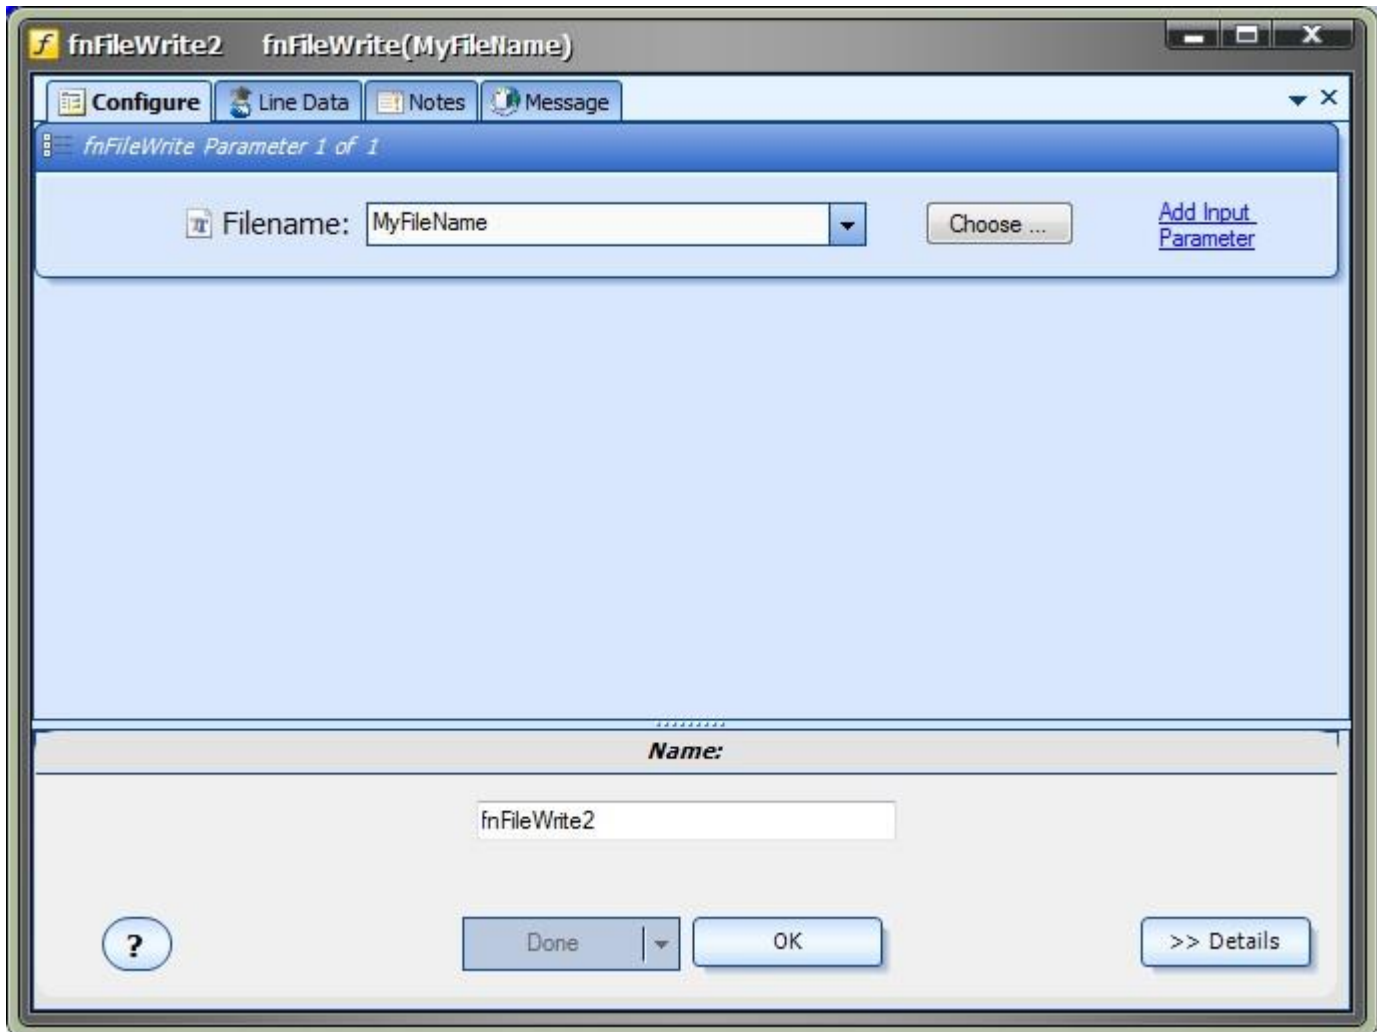 fnFileWrite2 fnFileWrite(MyFileName)
Configure Line Data Notes Message
fnFileWrite Parameter 1 of 1
Filename: MyFileName Choose ... Add Input
Parameter
Name:
fnFileWrite2
? Done OK >> Details